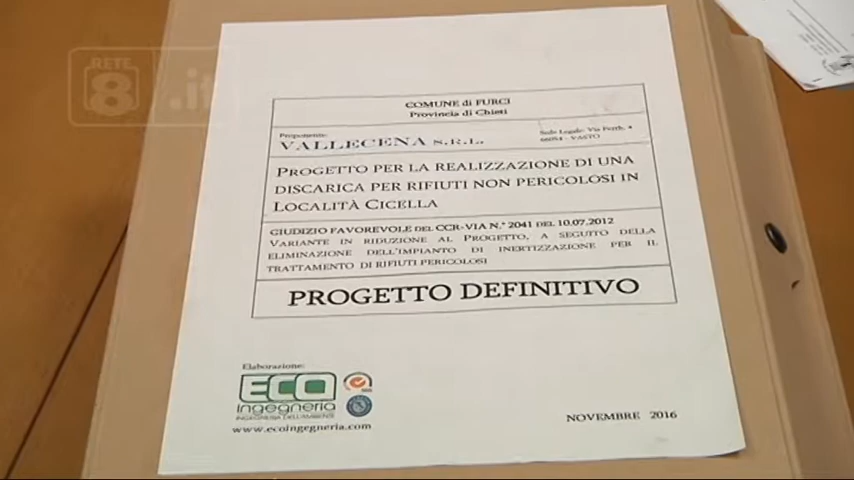 RETE
8 .it
COMUNE di FURCI
Provincia di Chieti
Proponente:
VALLECENA S.R.L.
Sede Legale: Via
66054 - VASTO
PROGETTO PER LA REALIZZAZIONE DI UNA
DISCARICA PER RIFIUTI NON PERICOLOSI IN
LOCALITÀ CICELLA
GIUDIZIO FAVOREVOLE DEL CCR-VIA N.° 2041 DEL 10.07.2012
VARIANTE IN RIDUZIONE AL PROGETTO, A SEGUITO DELLA
ELIMINAZIONE DELL'IMPIANTO DI INERTIZZAZIONE PER IL
TRATTAMENTO DI RIFIUTI PERICOLOSI
PROGETTO DEFINITIVO
Elaborazione:
ECO
Ingegneria
INGEGNERIA DELL'AMBIENTE
www.ecoingegneria.com
NOVEMBRE 2016